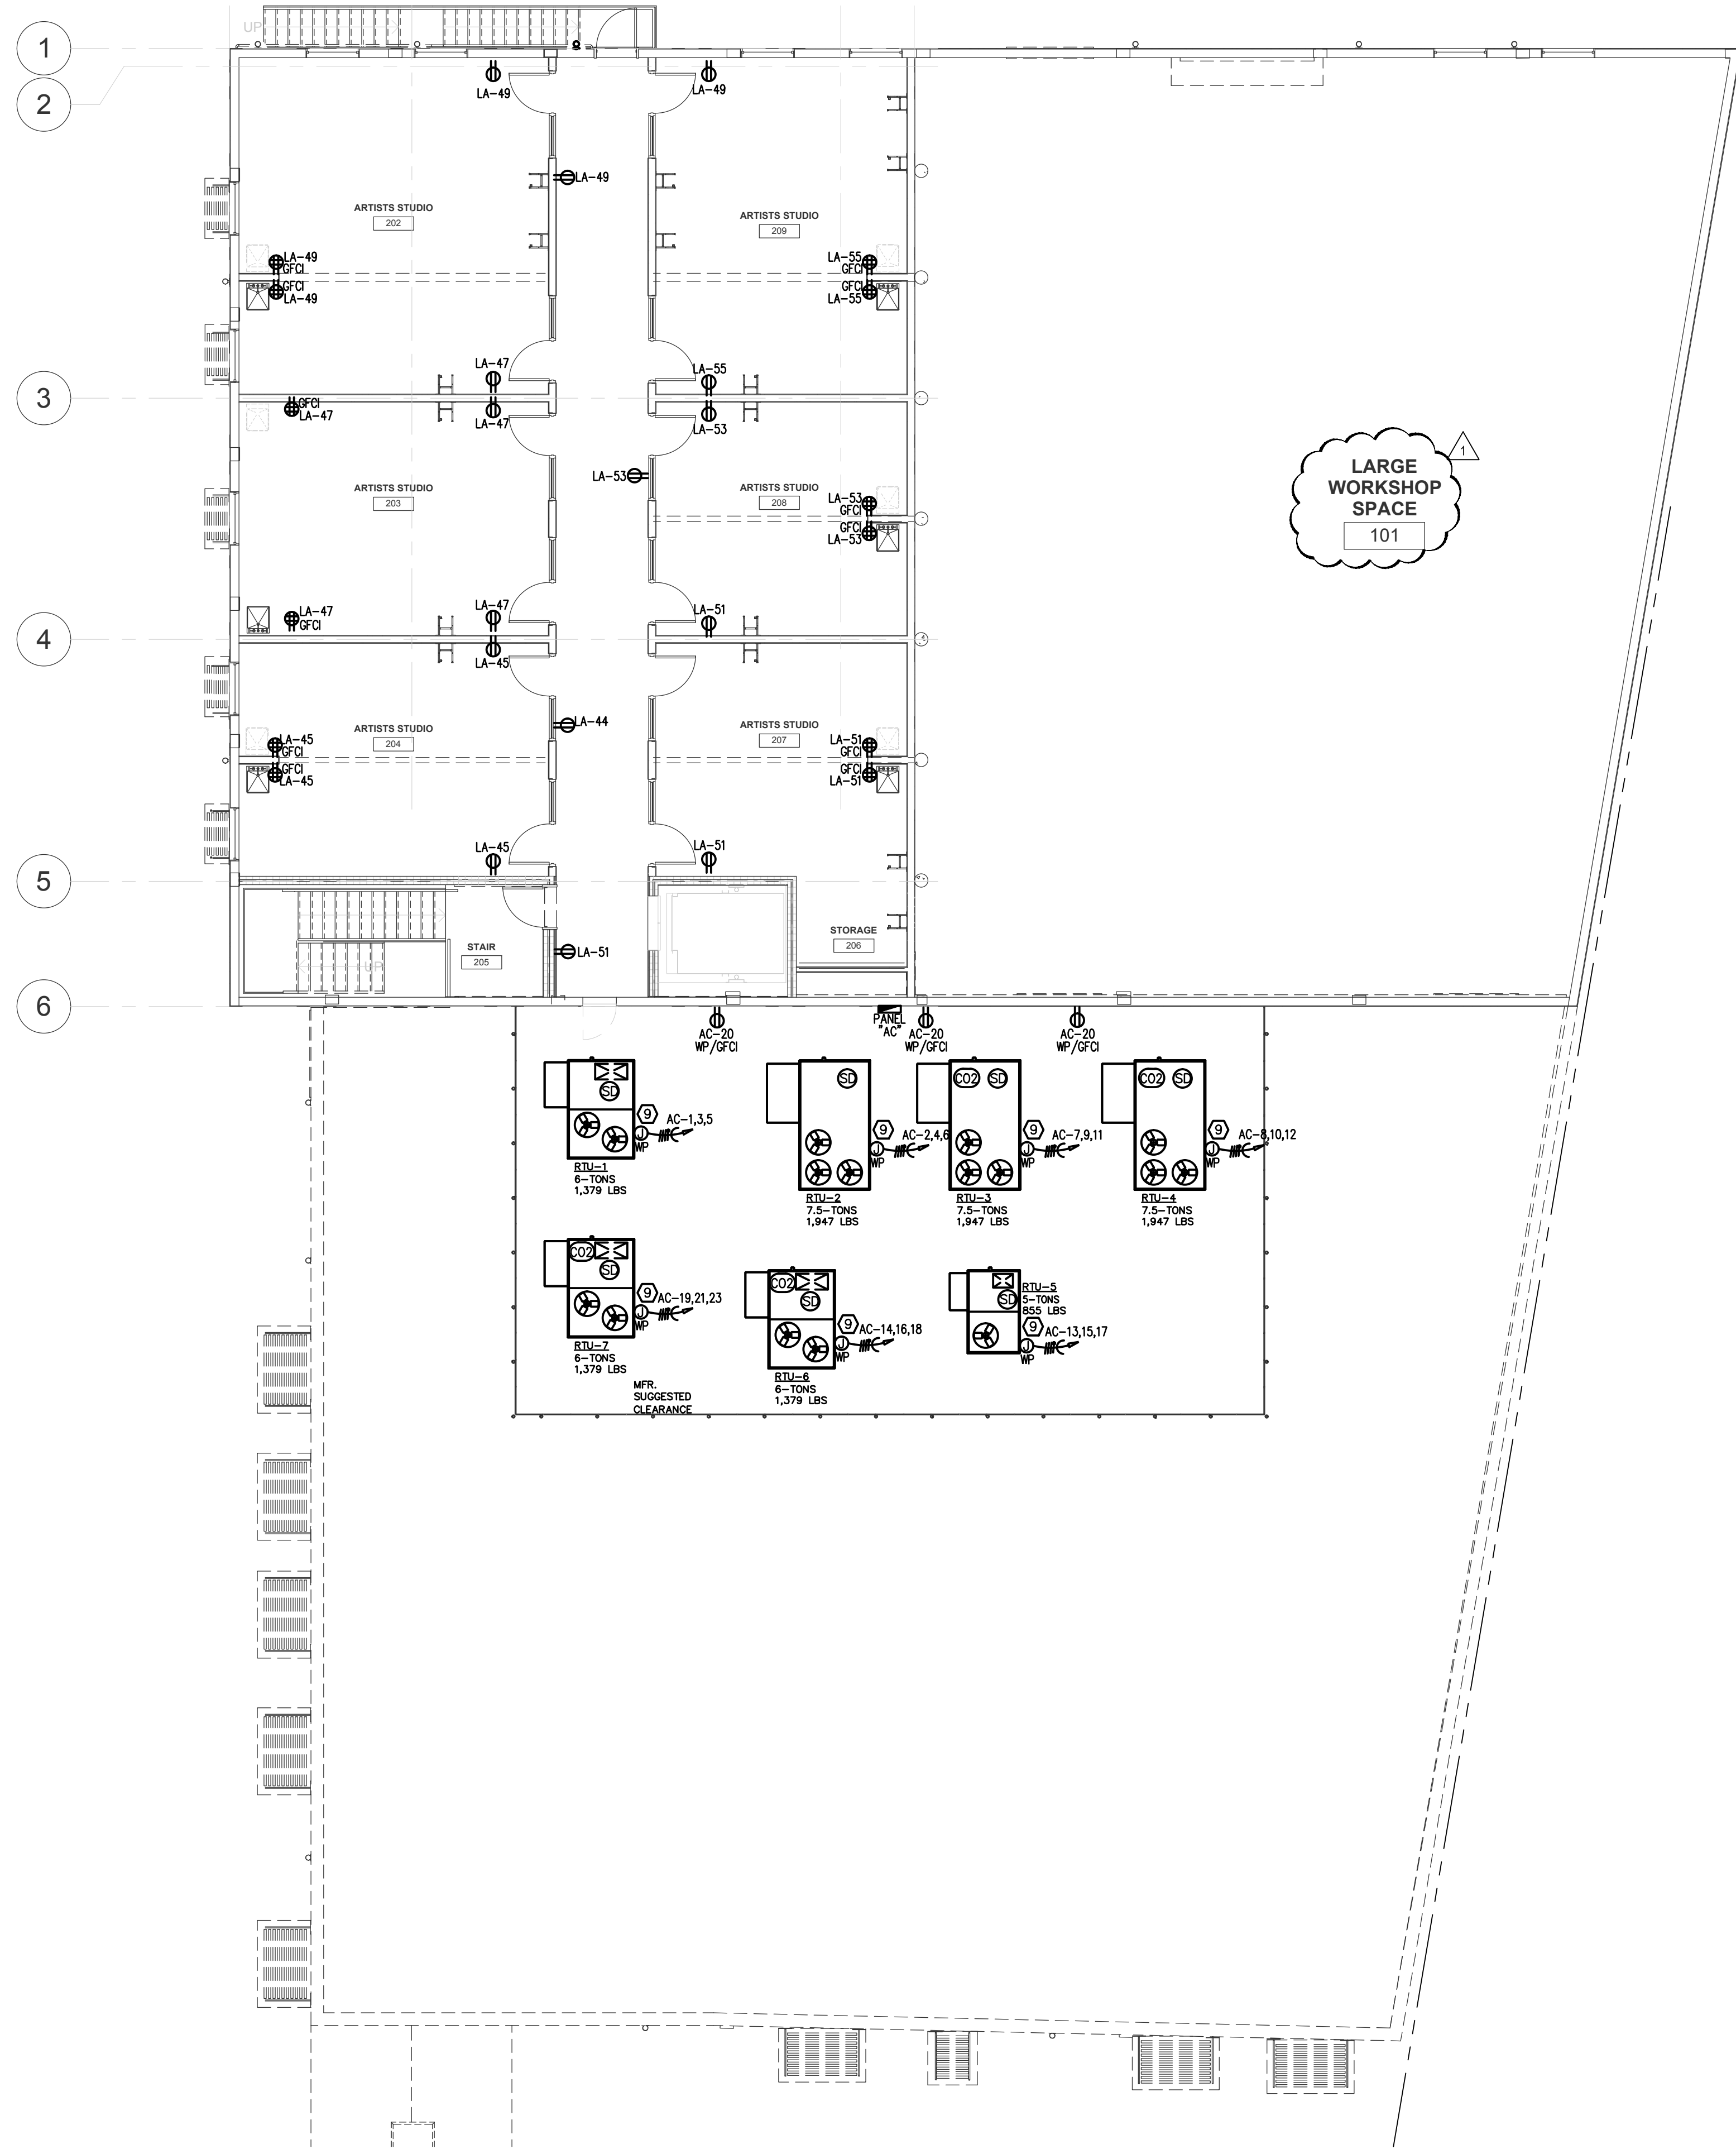 UP
1
2
LA-49
LA-49
LA-49
ARTISTS STUDIO
202
ARTISTS STUDIO
209
LA-49
GFCI
GFCI
LA-49
LA-55
GFCI
GFCI
LA-55
LA-47
LA-55
3
GFCI
LA-47
LA-47
LA-53
LA-53
ARTISTS STUDIO
203
ARTISTS STUDIO
208
LA-53
GFCI
GFCI
LA-53
LARGE
WORKSHOP
SPACE
101
1
LA-47
GFCI
LA-47
LA-51
4
LA-45
LA-44
ARTISTS STUDIO
204
ARTISTS STUDIO
207
LA-45
GFCI
GFCI
LA-45
LA-51
GFCI
GFCI
LA-51
LA-45
LA-51
5
STAIR
205
UP
LA-51
STORAGE
206
6
AC-20
WP/GFCI
PANEL
"AC"
AC-20
WP/GFCI
AC-20
WP/GFCI
SD
9
AC-1,3,5
J
WP
RTU-1
6-TONS
1,379 LBS
SD
9
AC-2,4,6
J
WP
RTU-2
7.5-TONS
1,947 LBS
CO2 SD
9
AC-7,9,11
J
WP
RTU-3
7.5-TONS
1,947 LBS
CO2 SD
9
AC-8,10,12
J
WP
RTU-4
7.5-TONS
1,947 LBS
CO2
SD
9
AC-19,21,23
J
WP
RTU-7
6-TONS
1,379 LBS
CO2
SD
9
AC-14,16,18
J
WP
RTU-6
6-TONS
1,379 LBS
SD
RTU-5
5-TONS
855 LBS
9
AC-13,15,17
J
WP
MFR.
SUGGESTED
CLEARANCE